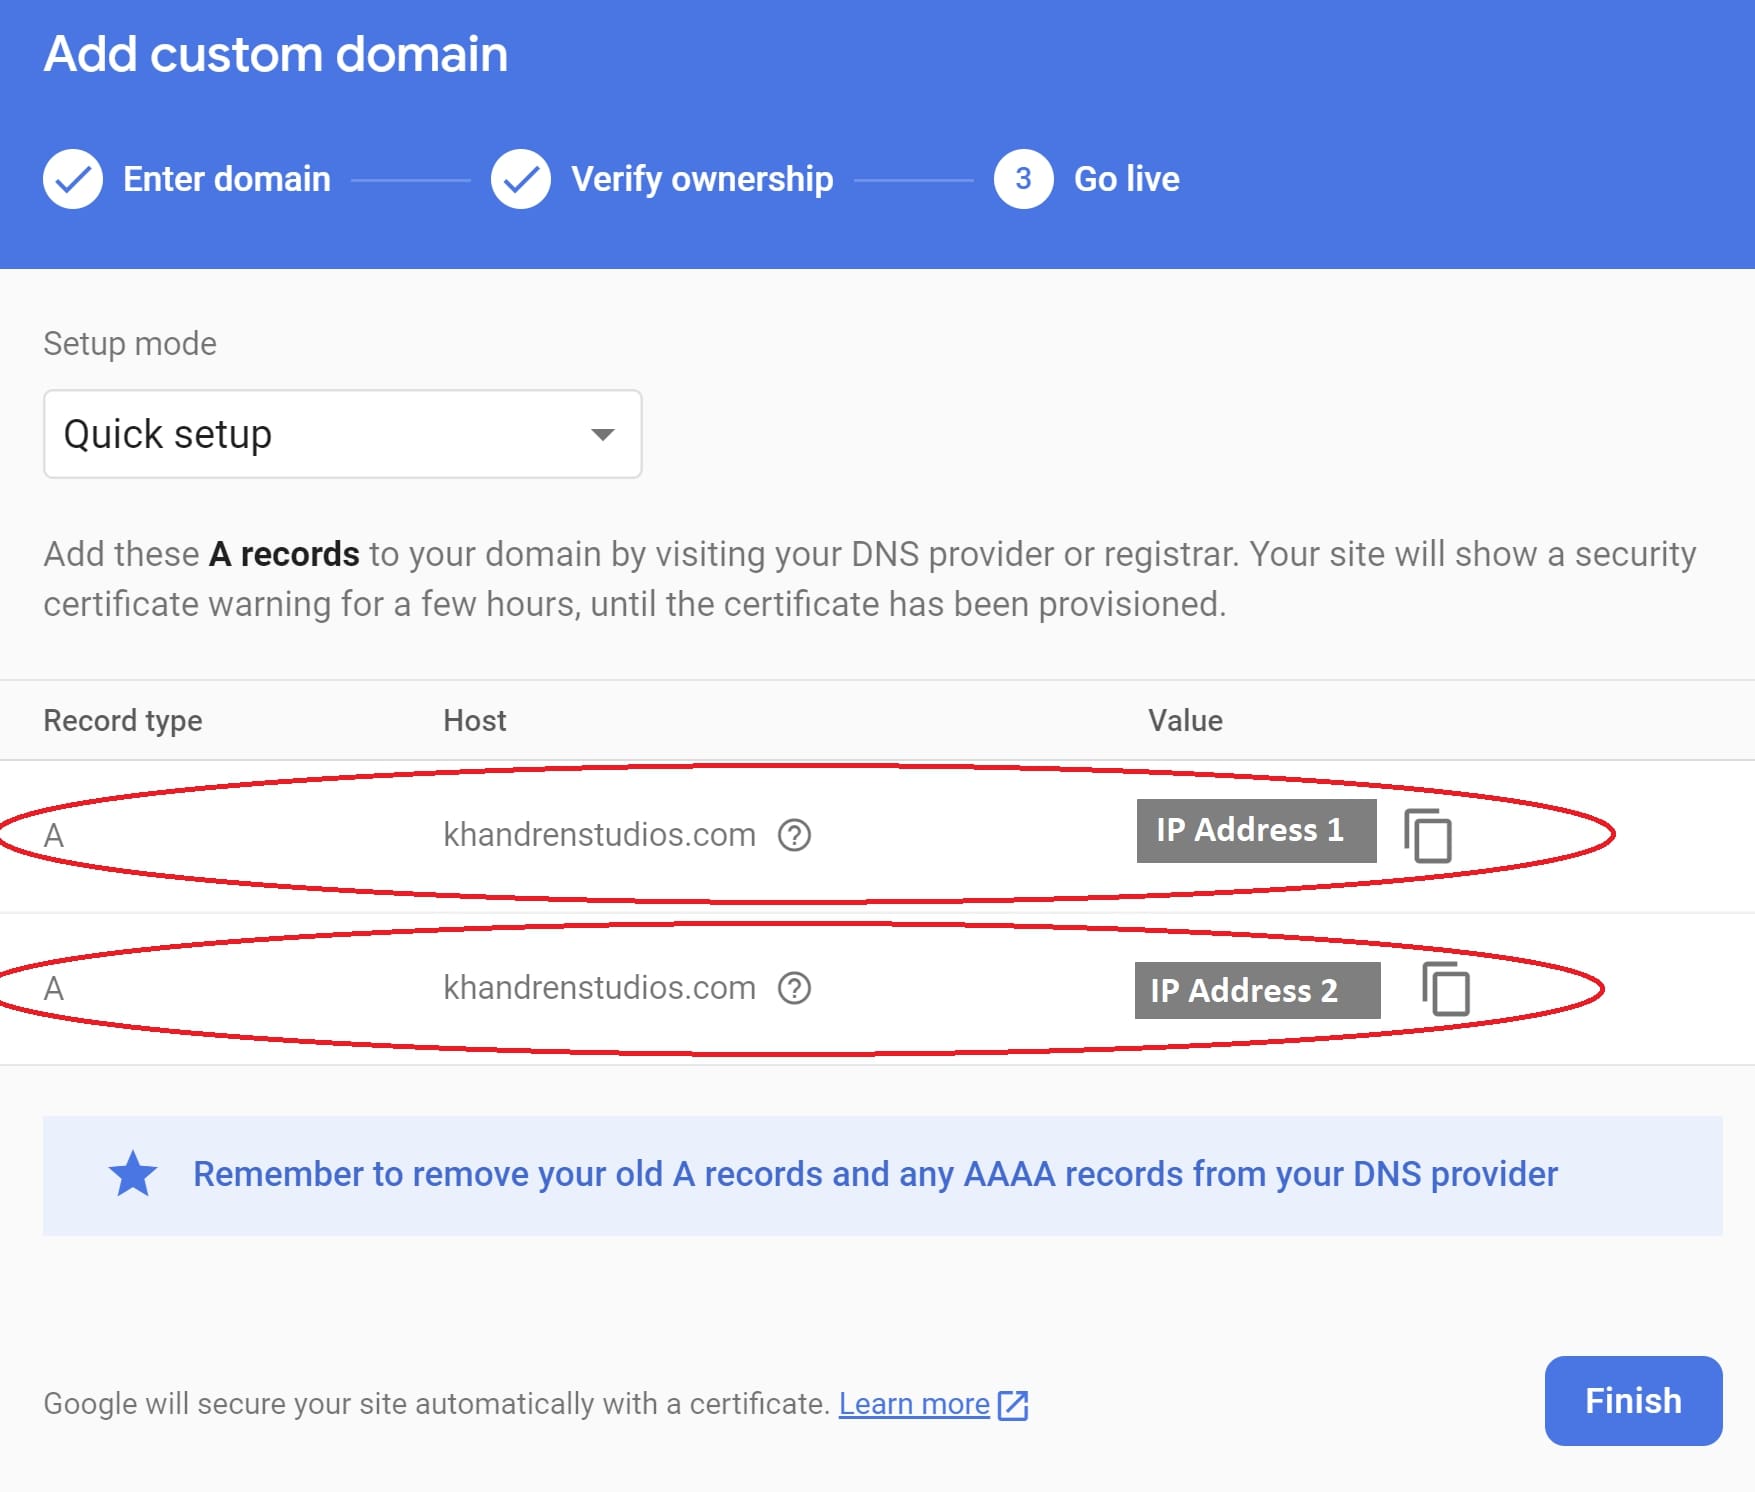 Add custom domain
Enter domain
Verify ownership
3 Go live
Setup mode
Quick setup
Add these A records to your domain by visiting your DNS provider or registrar. Your site will show a security
certificate warning for a few hours, until the certificate has been provisioned.
Record type Host Value
A khandrenstudios.com ? IP Address 1
A khandrenstudios.com ? IP Address 2
Remember to remove your old A records and any AAAA records from your DNS provider
Google will secure your site automatically with a certificate. Learn more
Finish